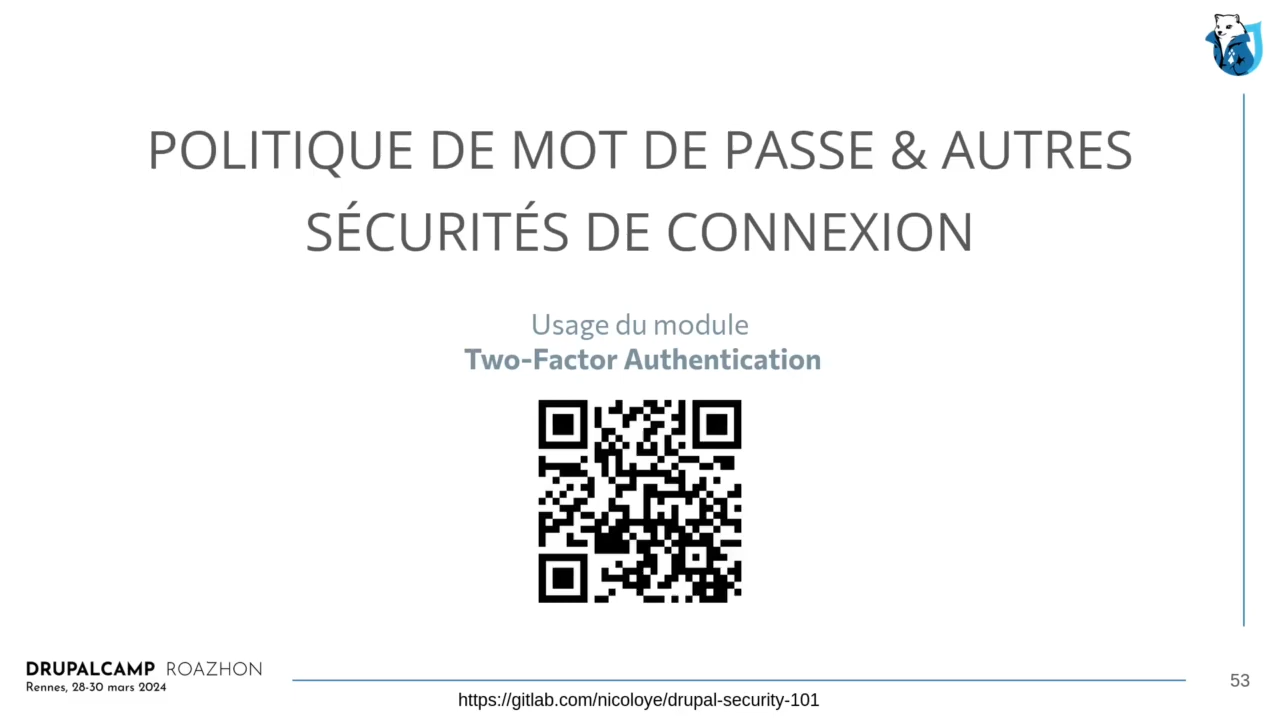 POLITIQUE DE MOT DE PASSE & AUTRES
SÉCURITÉS DE CONNEXION
Usage du module
Two-Factor Authentication
DRUPALCAMP ROAZHON
Rennes, 28-30 mars 2024
https://gitlab.com/nicoloye/drupal-security-101
53